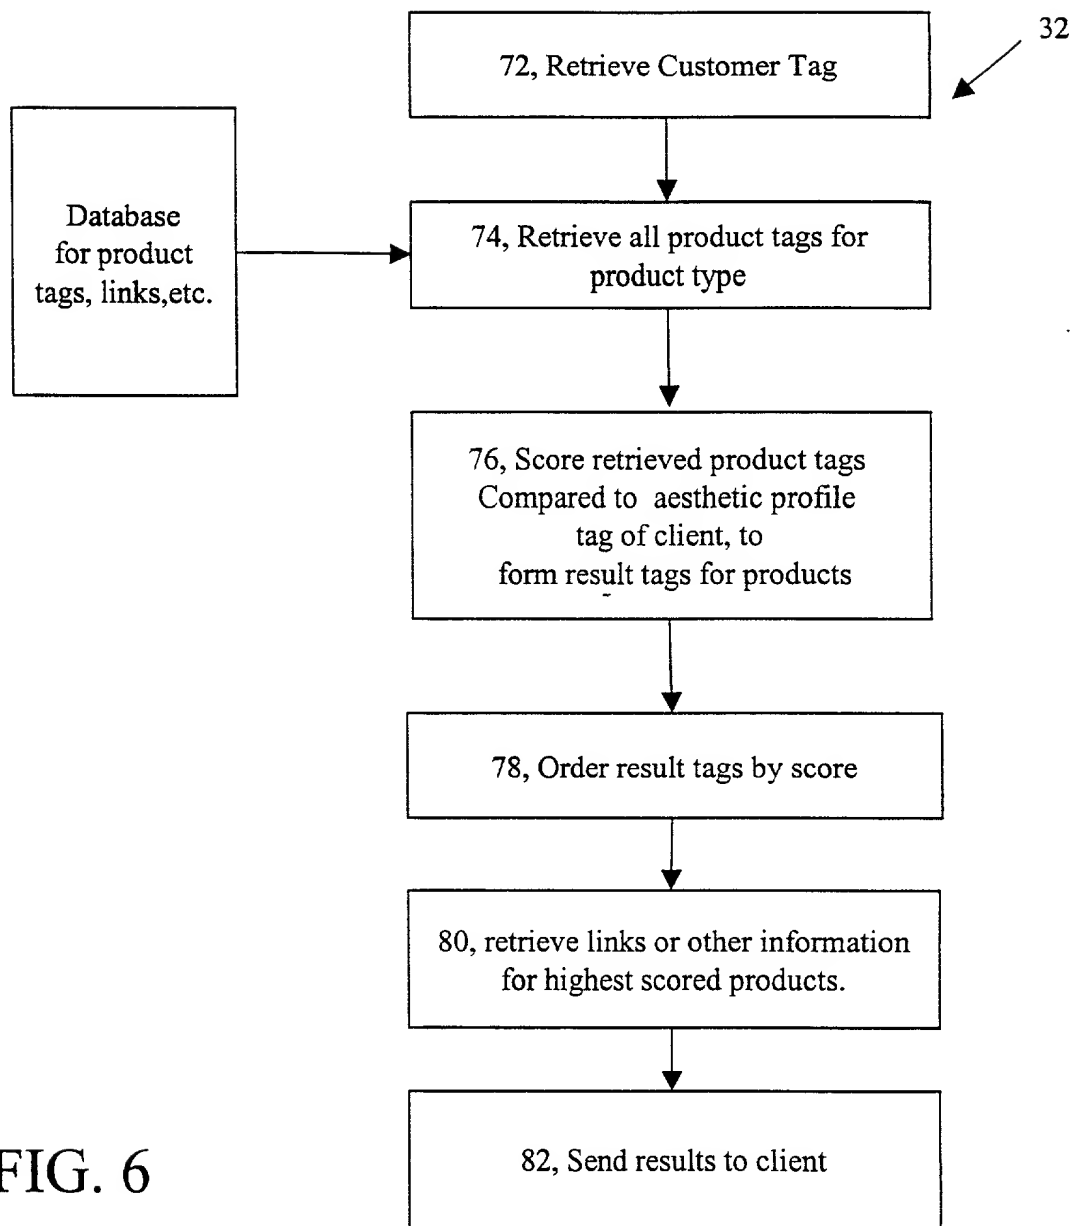 32
72, Retrieve Customer Tag
Database
for product
tags, links,etc.
74, Retrieve all product tags for
product type
76, Score retrieved product tags
Compared to aesthetic profile
tag of client, to
form result tags for products
78, Order result tags by score
80, retrieve links or other information
for highest scored products.
82, Send results to client
FIG. 6